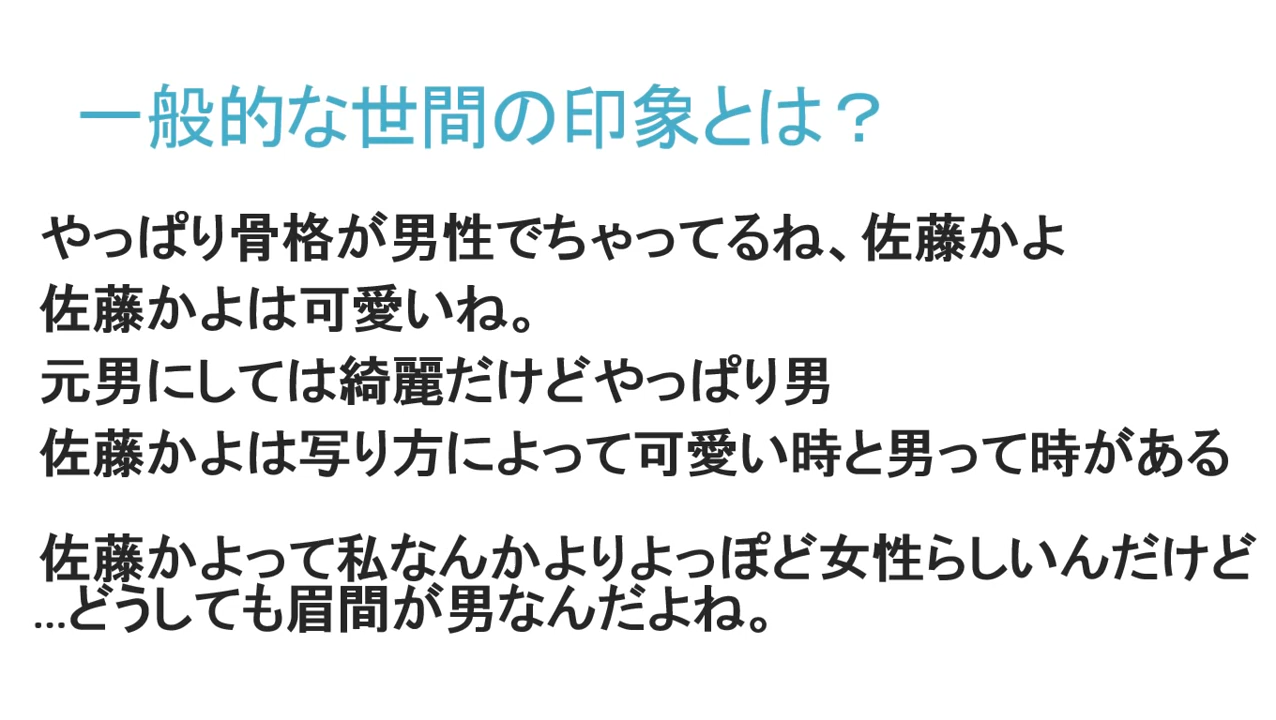 一般的な世間の印象とは？
やっぱり骨格が男性でちゃってるね、佐藤かよ
佐藤かよは可愛いね。
元男にしては綺麗だけどやっぱり男
佐藤かよは写り方によって可愛い時と男って時がある
佐藤かよって私なんかよりよっぽど女性らしいんだけど
…どうしても眉間が男なんだよね。